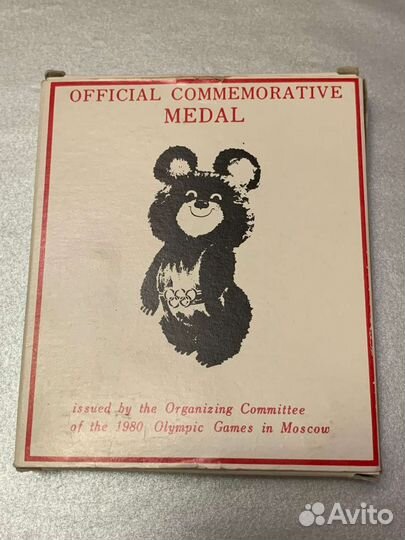 OFFICIAL COMMEMORATIVE
MEDAL
issued by the Organizing Committee
of the 1980 Olympic Games in Moscow
Avito